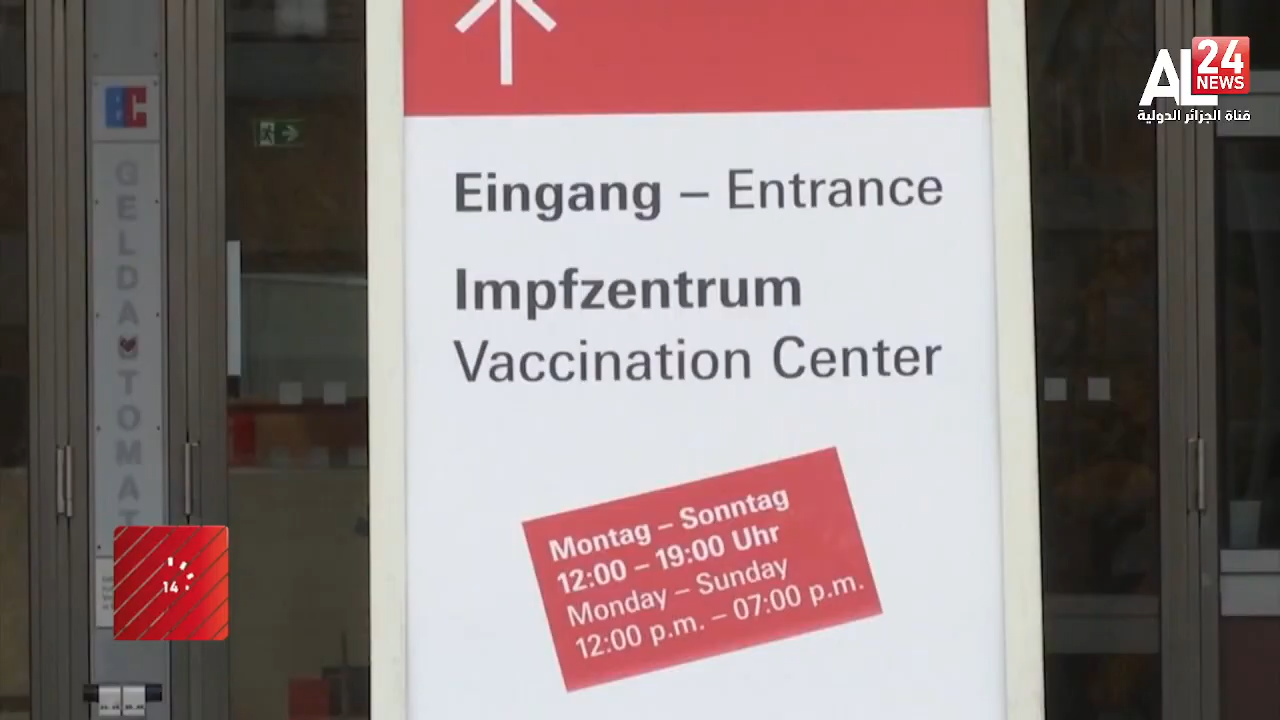 Eingang – Entrance
Impfzentrum
Vaccination Center
Montag – Sonntag
12:00 – 19:00 Uhr
Monday – Sunday
12:00 p.m. – 07:00 p.m.
EC
GELDAUTOMAT
AL
24
NEWS
قناة الجزائر الدولية
14